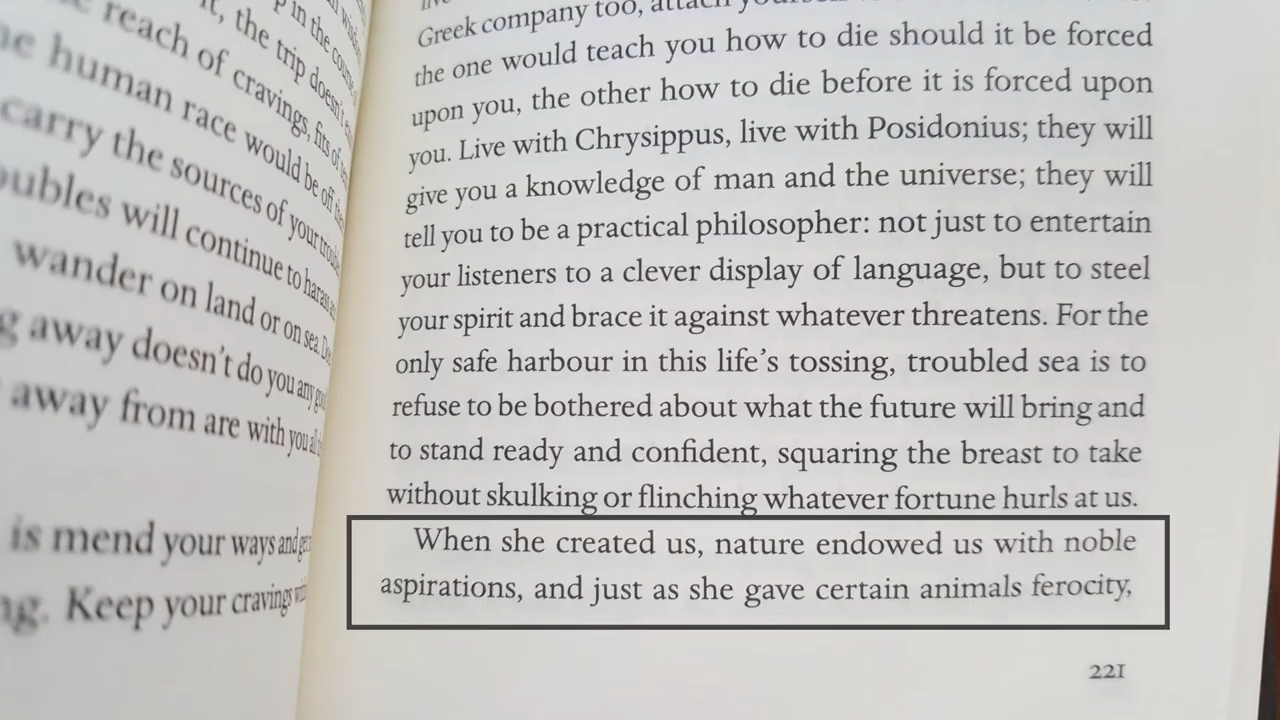 reach of cravings, fits of
human race would be off
carry the sources of your
will continue to
wander on land or on sea.
away doesn't do you any
away from are with you
is mend your ways and
Keep your cravings
Greek company too,
the one would teach you how to die should it be forced
upon you, the other how to die before it is forced upon
you. Live with Chrysippus, live with Posidonius; they will
give you a knowledge of man and the universe; they will
tell you to be a practical philosopher: not just to entertain
your listeners to a clever display of language, but to steel
your spirit and brace it against whatever threatens. For the
only safe harbour in this life's tossing, troubled sea is to
refuse to be bothered about what the future will bring and
to stand ready and confident, squaring the breast to take
without skulking or flinching whatever fortune hurls at us.
When she created us, nature endowed us with noble
aspirations, and just as she gave certain animals ferocity,
221